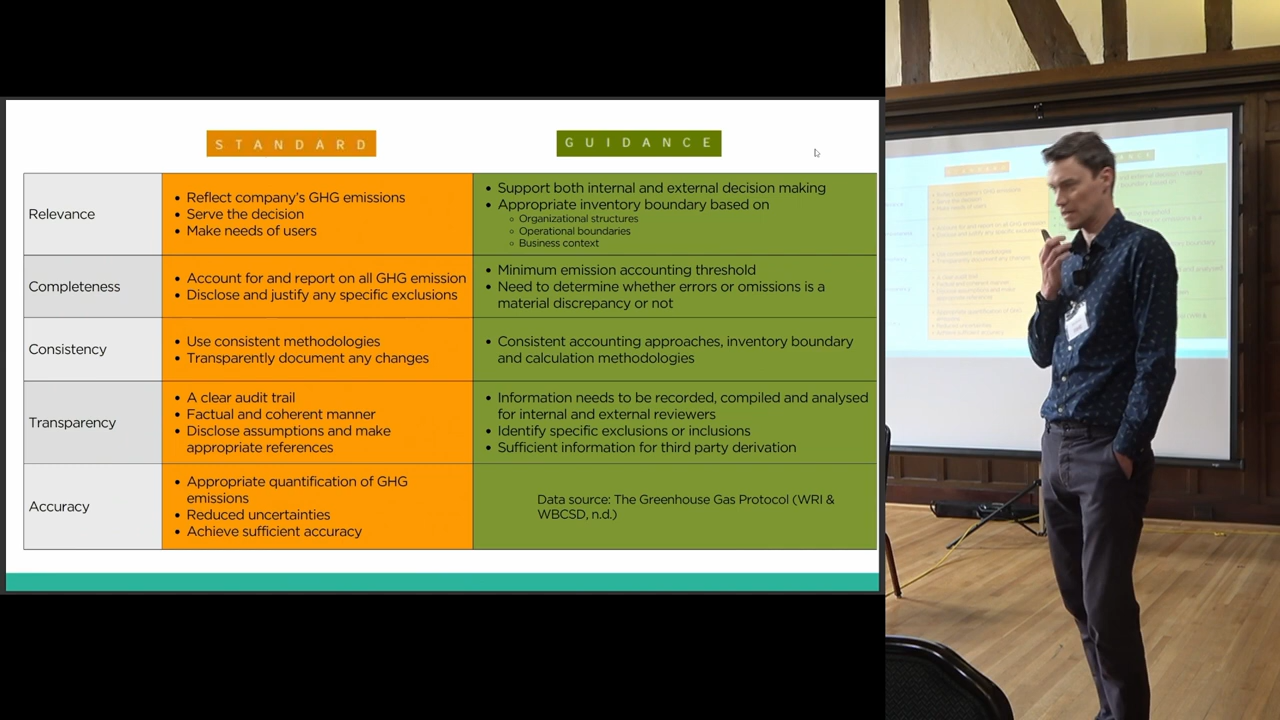 STANDARD
GUIDANCE
Relevance
• Reflect company's GHG emissions
• Serve the decision
• Make needs of users
• Support both internal and external decision making
• Appropriate inventory boundary based on
◦ Organizational structures
◦ Operational boundaries
◦ Business context
Completeness
• Account for and report on all GHG emission
• Disclose and justify any specific exclusions
• Minimum emission accounting threshold
• Need to determine whether errors or omissions is a
material discrepancy or not
Consistency
• Use consistent methodologies
• Transparently document any changes
• Consistent accounting approaches, inventory boundary
and calculation methodologies
Transparency
• A clear audit trail
• Factual and coherent manner
• Disclose assumptions and make
appropriate references
• Information needs to be recorded, compiled and analysed
for internal and external reviewers
• Identify specific exclusions or inclusions
• Sufficient information for third party derivation
Accuracy
• Appropriate quantification of GHG
emissions
• Reduced uncertainties
• Achieve sufficient accuracy
Data source: The Greenhouse Gas Protocol (WRI &
WBCSD, n.d.)